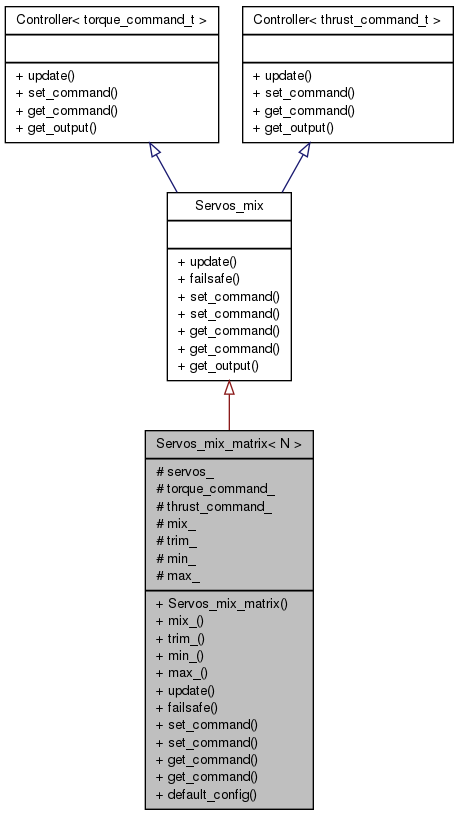 Controller< torque_command_t >
+ update()
+ set_command()
+ get_command()
+ get_output()
Controller< thrust_command_t >
+ update()
+ set_command()
+ get_command()
+ get_output()
Servos_mix
+ update()
+ failsafe()
+ set_command()
+ set_command()
+ get_command()
+ get_command()
+ get_output()
Servos_mix_matrix< N >
# servos_
# torque_command_
# thrust_command_
# mix_
# trim_
# min_
# max_
+ Servos_mix_matrix()
+ mix_()
+ trim_()
+ min_()
+ max_()
+ update()
+ failsafe()
+ set_command()
+ set_command()
+ get_command()
+ get_command()
+ default_config()